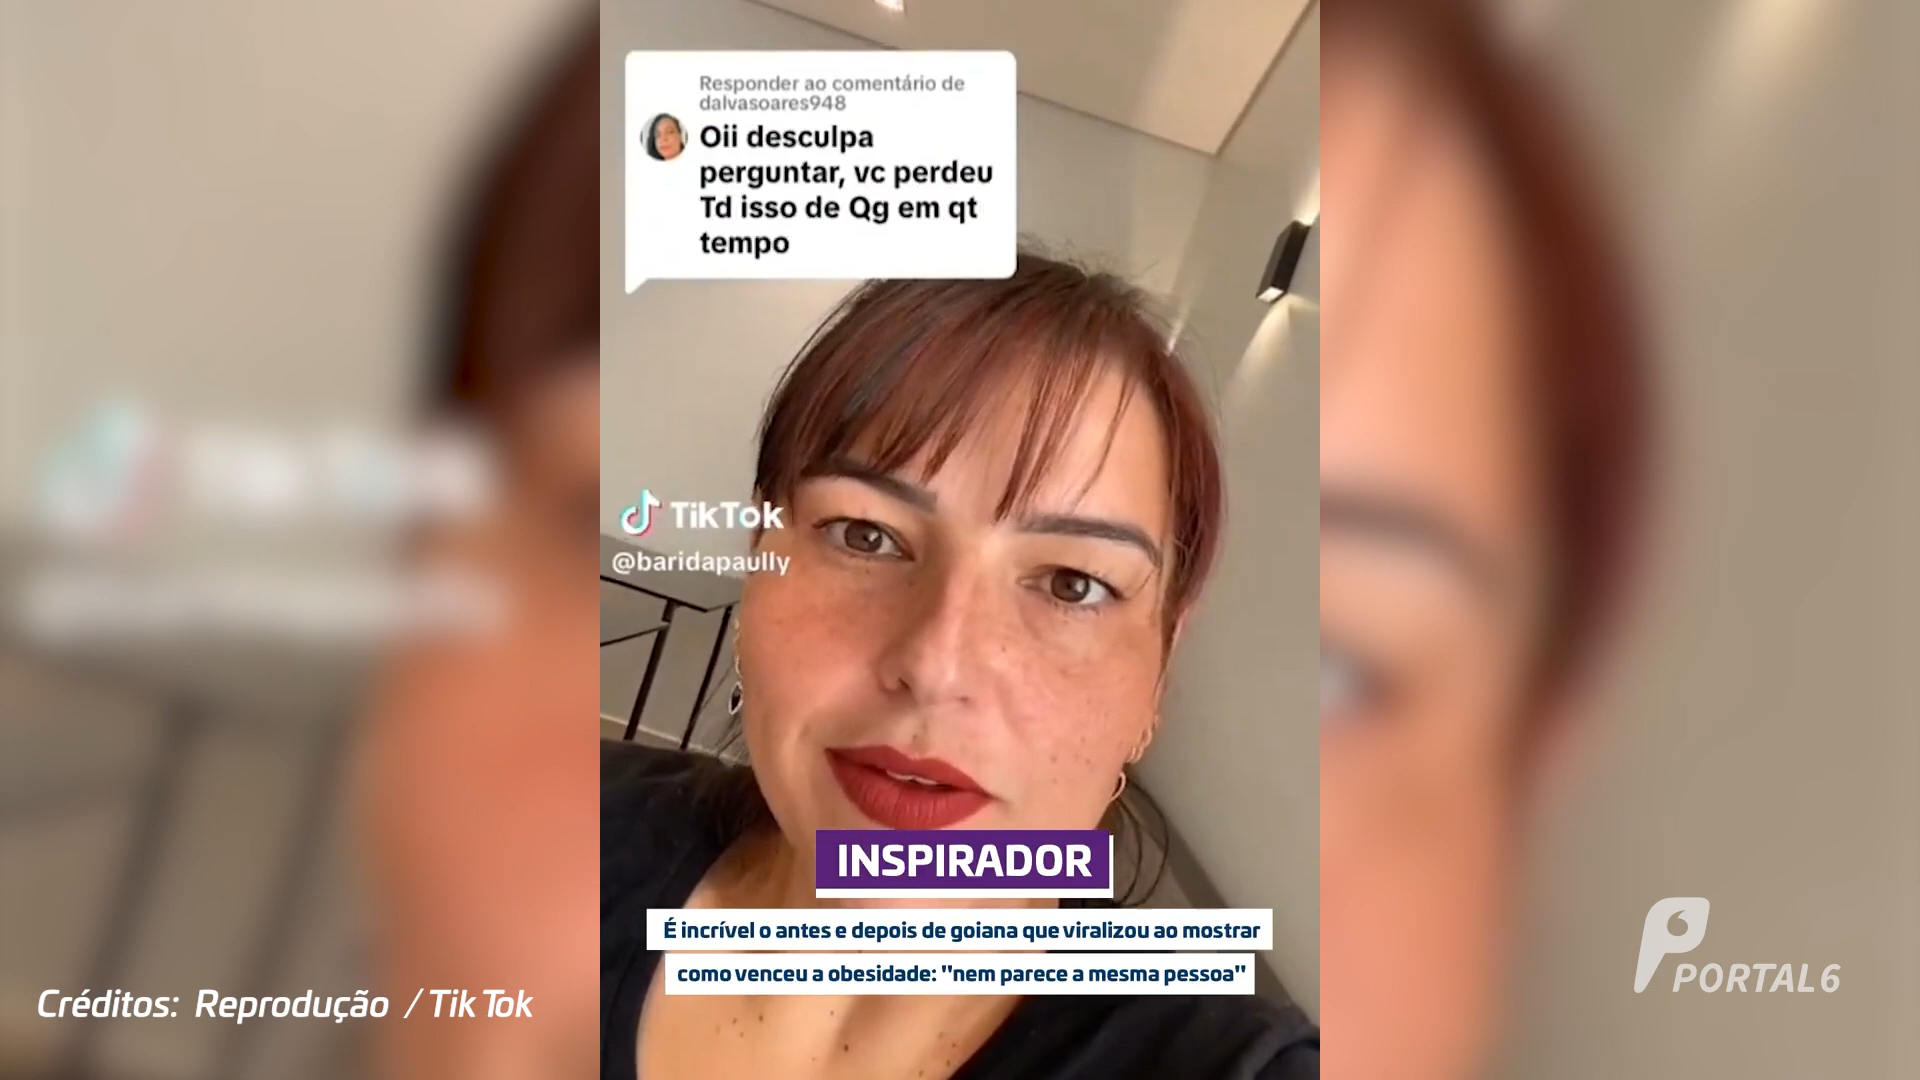 Responder ao comentário de
dalvasoares948
Oii desculpa
perguntar, vc perdeu
Td isso de Qg em qt
tempo
TikTok
@baridapaully
INSPIRADOR
É incrível o antes e depois de goiana que viralizou ao mostrar
como venceu a obesidade: "nem parece a mesma pessoa"
Créditos: Reprodução / TikTok
PORTAL6